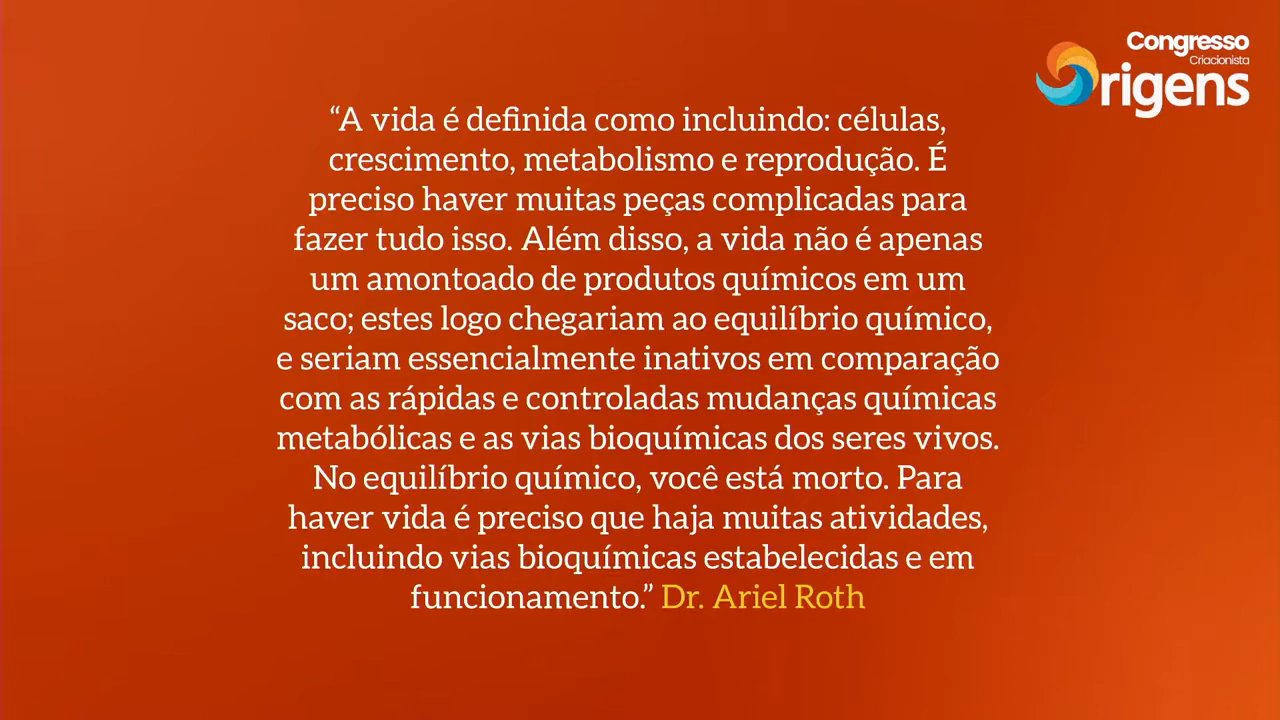 Congresso
Criacionista
Origens
“A vida é definida como incluindo: células,
crescimento, metabolismo e reprodução. É
preciso haver muitas peças complicadas para
fazer tudo isso. Além disso, a vida não é apenas
um amontoado de produtos químicos em um
saco; estes logo chegariam ao equilíbrio químico,
e seriam essencialmente inativos em comparação
com as rápidas e controladas mudanças químicas
metabólicas e as vias bioquímicas dos seres vivos.
No equilíbrio químico, você está morto. Para
haver vida é preciso que haja muitas atividades,
incluindo vias bioquímicas estabelecidas e em
funcionamento.” Dr. Ariel Roth